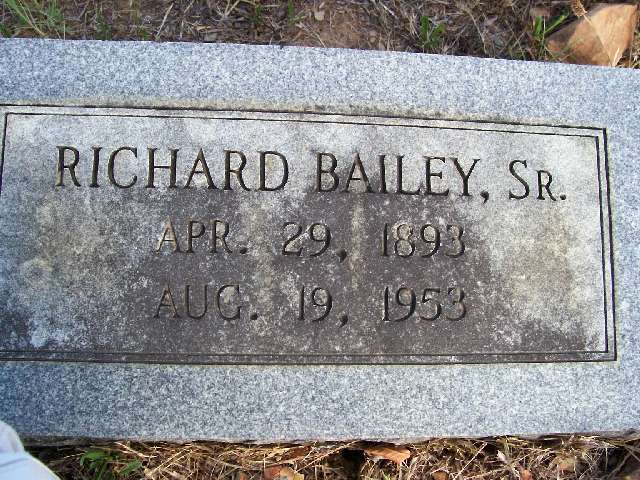 RICHARD BAILEY, SR.
APR. 29, 1893
AUG. 19, 1953